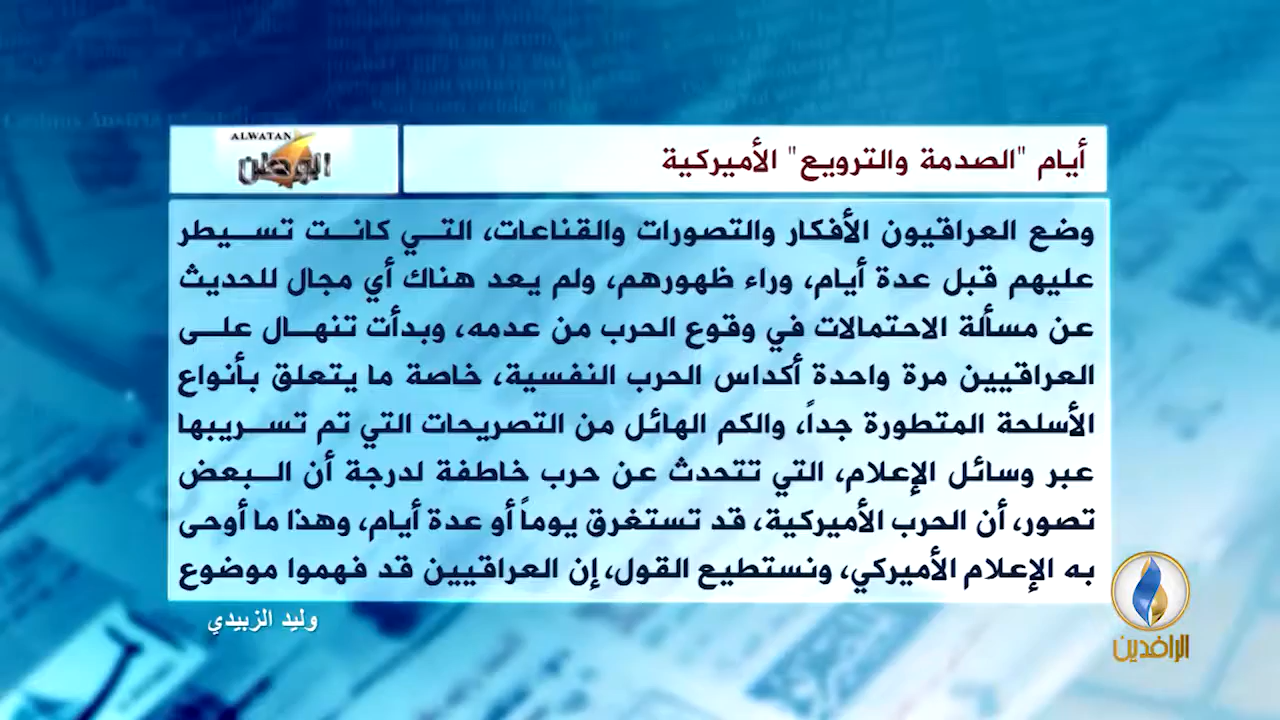 ALWATAN
الوطن
أيام "الصدمة والترويع" الأميركية
وضع العراقيون الأفكار والتصورات والقناعات، التي كانت تسيطر
عليهم قبل عدة أيام، وراء ظهورهم، ولم يعد هناك أي مجال للحديث
عن مسألة الاحتمالات في وقوع الحرب من عدمه، وبدأت تنهال على
العراقيين مرة واحدة أكداس الحرب النفسية، خاصة ما يتعلق بأنواع
الأسلحة المتطورة جداً، والكم الهائل من التصريحات التي تم تسريبها
عبر وسائل الإعلام، التي تتحدث عن حرب خاطفة لدرجة أن البعض
تصور، أن الحرب الأميركية، قد تستغرق يوماً أو عدة أيام، وهذا ما أوحى
به الإعلام الأميركي، ونستطيع القول، إن العراقيين قد فهموا موضوع
وليد الزبيدي
الرافدين